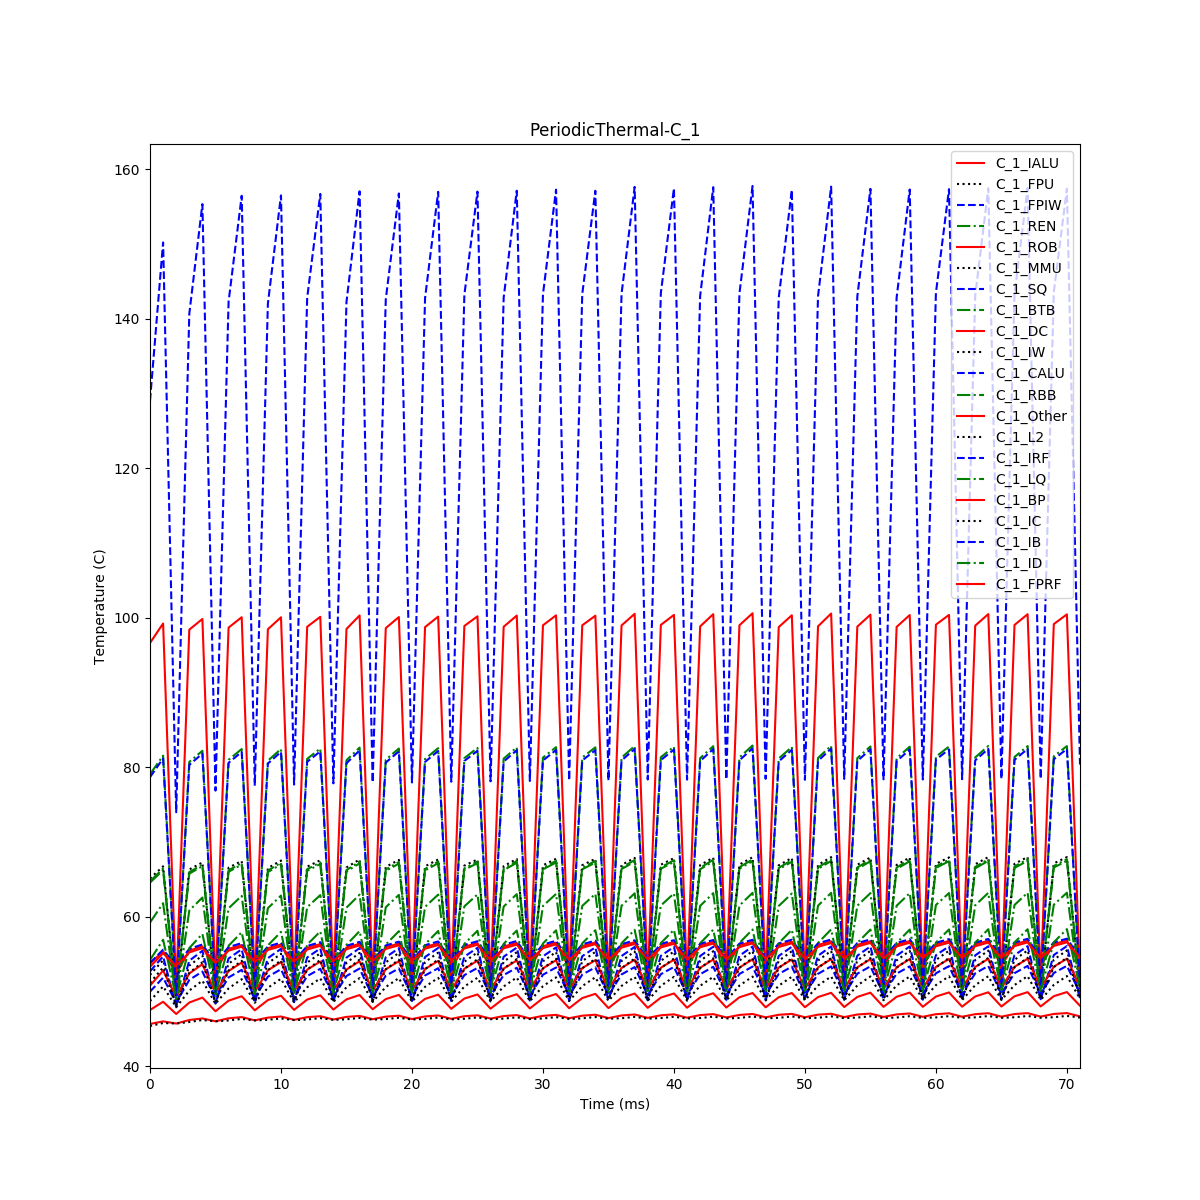 PeriodicThermal-C_1
160
140
120
100
80
60
40
Temperature (C)
0 10 20 30 40 50 60 70
Time (ms)
C_1_IALU
C_1_FPU
C_1_FPIW
C_1_REN
C_1_ROB
C_1_MMU
C_1_SQ
C_1_BTB
C_1_DC
C_1_IW
C_1_CALU
C_1_RBB
C_1_Other
C_1_L2
C_1_IRF
C_1_LQ
C_1_BP
C_1_IC
C_1_IB
C_1_ID
C_1_FPRF